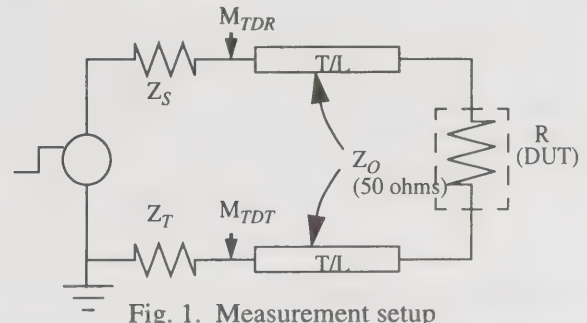 M_TDR
T/L
Z_S
R
(DUT)
Z_O
(50 ohms)
Z_T
M_TDT
T/L
Fig. 1. Measurement setup